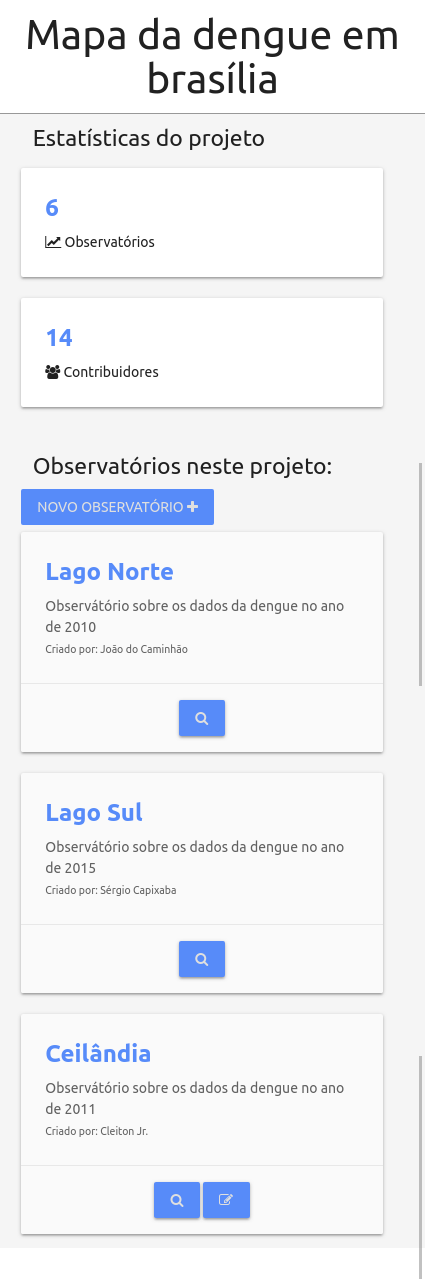 Mapa da dengue em
brasília
Estatísticas do projeto
6
Observatórios
14
Contribuidores
Observatórios neste projeto:
NOVO OBSERVATÓRIO
Lago Norte
Observátório sobre os dados da dengue no ano
de 2010
Criado por: João do Caminhão
Lago Sul
Observátório sobre os dados da dengue no ano
de 2015
Criado por: Sérgio Capixaba
Ceilândia
Observátório sobre os dados da dengue no ano
de 2011
Criado por: Cleiton Jr.